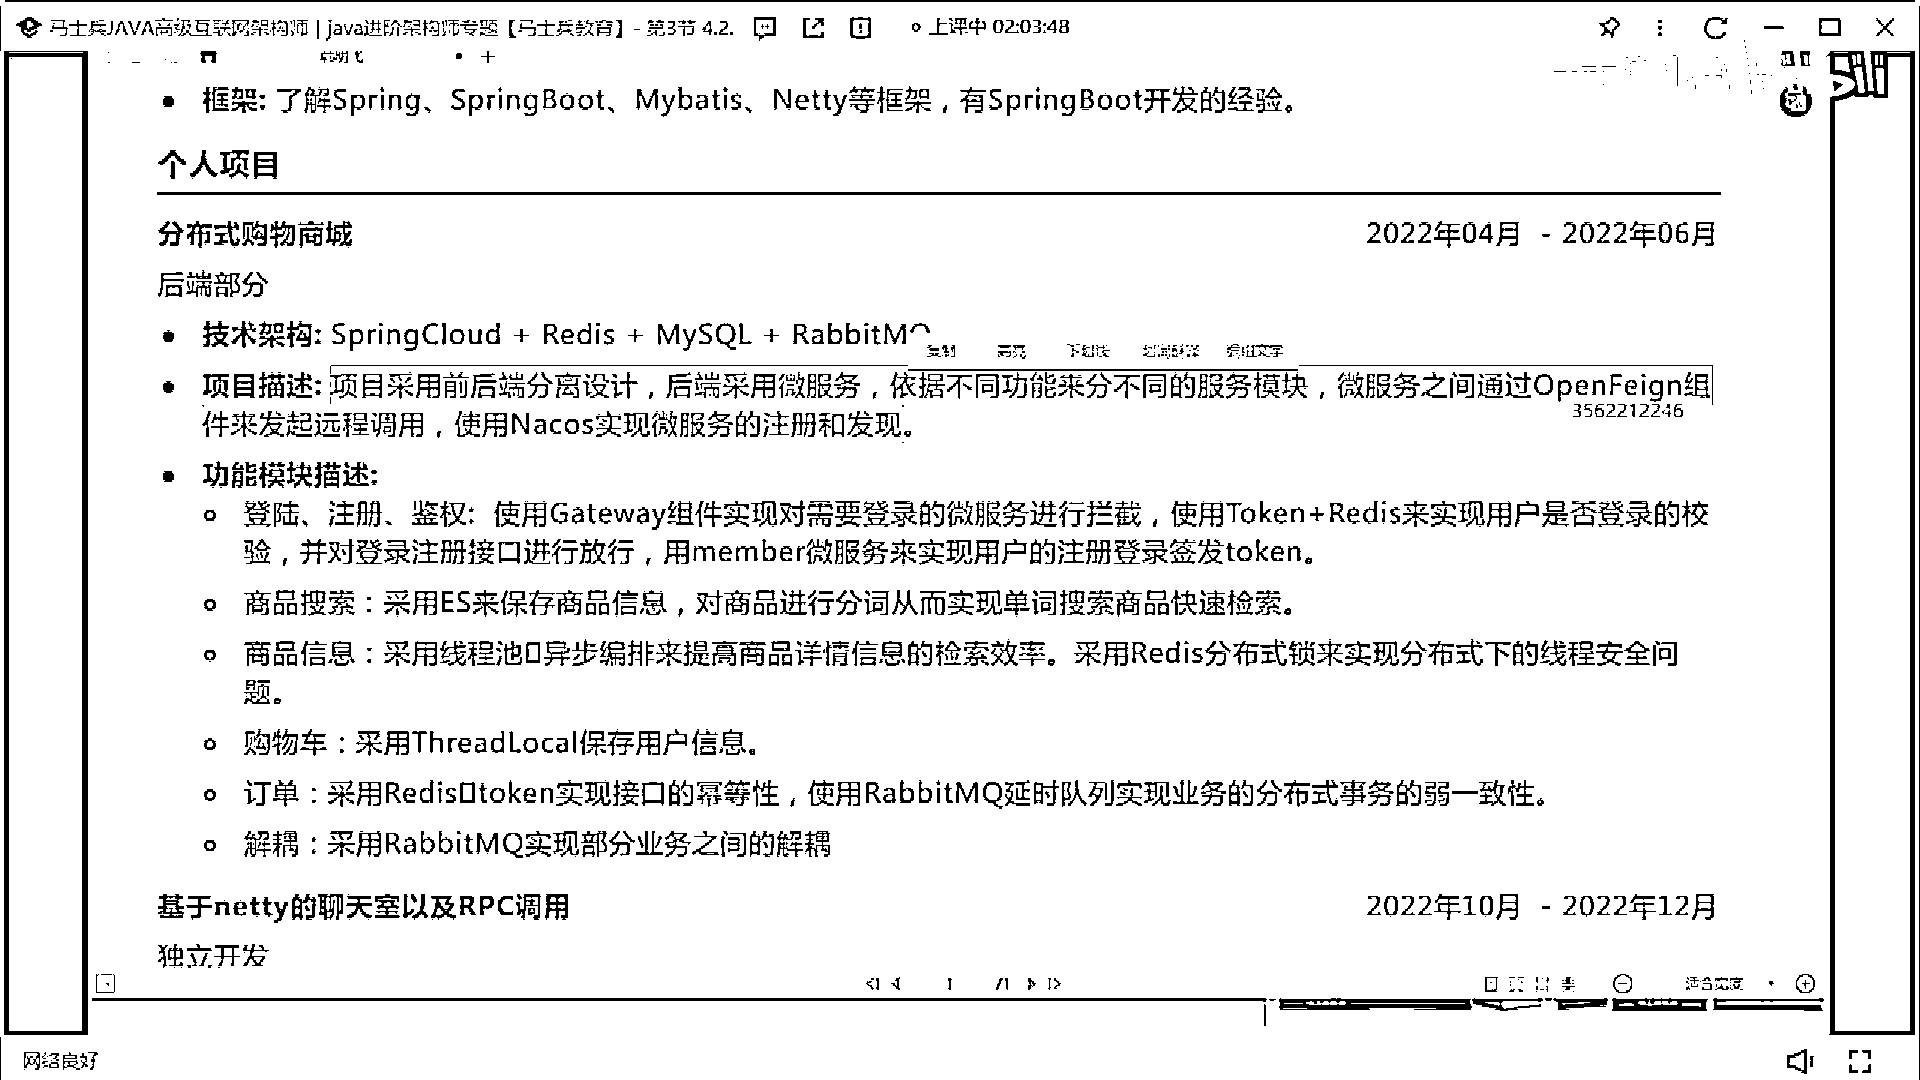 马士兵JAVA高级互联网架构师 | java进阶架构师专题【马士兵教育】- 第3节 4.2.
上课中 02:03:48
框架: 了解Spring、SpringBoot、Mybatis、Netty等框架，有SpringBoot开发的经验。
个人项目
分布式购物商城 2022年04月 - 2022年06月
后端部分
技术架构: SpringCloud + Redis + MySQL + RabbitMQ
项目描述: 项目采用前后端分离设计，后端采用微服务，依据不同功能来分不同的服务模块，微服务之间通过OpenFeign组
3562212246
件来发起远程调用，使用Nacos实现微服务的注册和发现。
功能模块描述:
登陆、注册、鉴权: 使用Gateway组件实现对需要登录的微服务进行拦截，使用Token+Redis来实现用户是否登录的校
验，并对登录注册接口进行放行，用member微服务来实现用户的注册登录签发token。
商品搜索：采用ES来保存商品信息，对商品进行分词从而实现单词搜索商品快速检索。
商品信息：采用线程池异步编排来提高商品详情信息的检索效率。采用Redis分布式锁来实现分布式下的线程安全问
题。
购物车：采用ThreadLocal保存用户信息。
订单：采用Redistoken实现接口的幂等性，使用RabbitMQ延时队列实现业务的分布式事务的弱一致性。
解耦：采用RabbitMQ实现部分业务之间的解耦
基于netty的聊天室以及RPC调用 2022年10月 - 2022年12月
独立开发
1 /1 适合宽度
网络良好